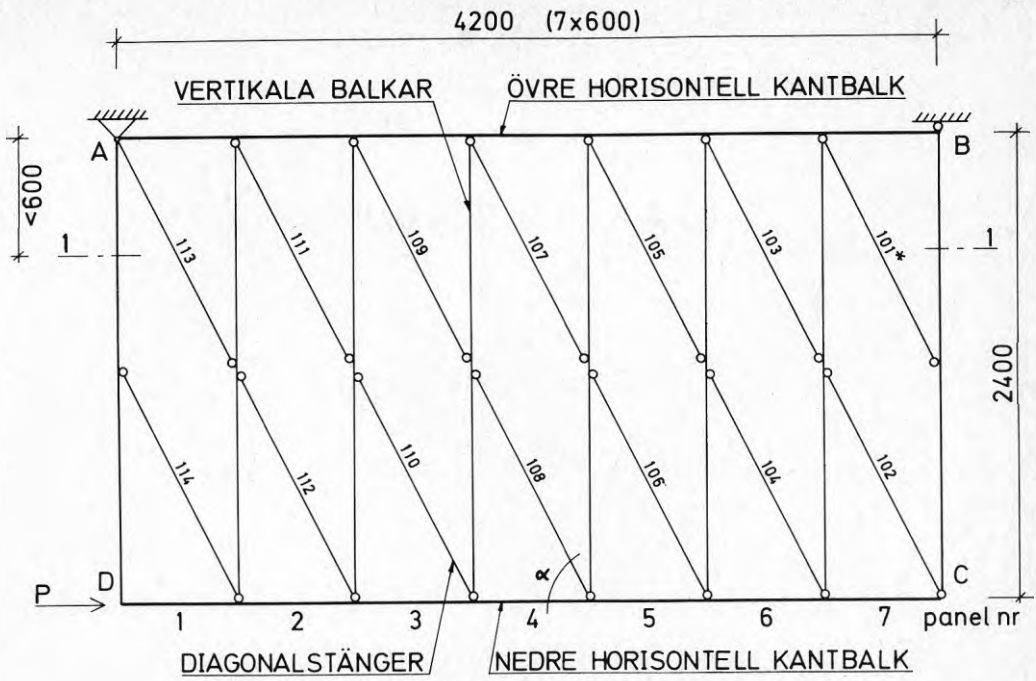 4200 (7x600)
VERTIKALA BALKAR
ÖVRE HORISONTELL KANTBALK
A
B
<600
1
1
113
111
109
107
105
103
101*
2400
114
112
110
108
106
104
102
α
P
D
C
1 2 3 4 5 6 7 panel nr
DIAGONALSTÄNGER
NEDRE HORISONTELL KANTBALK